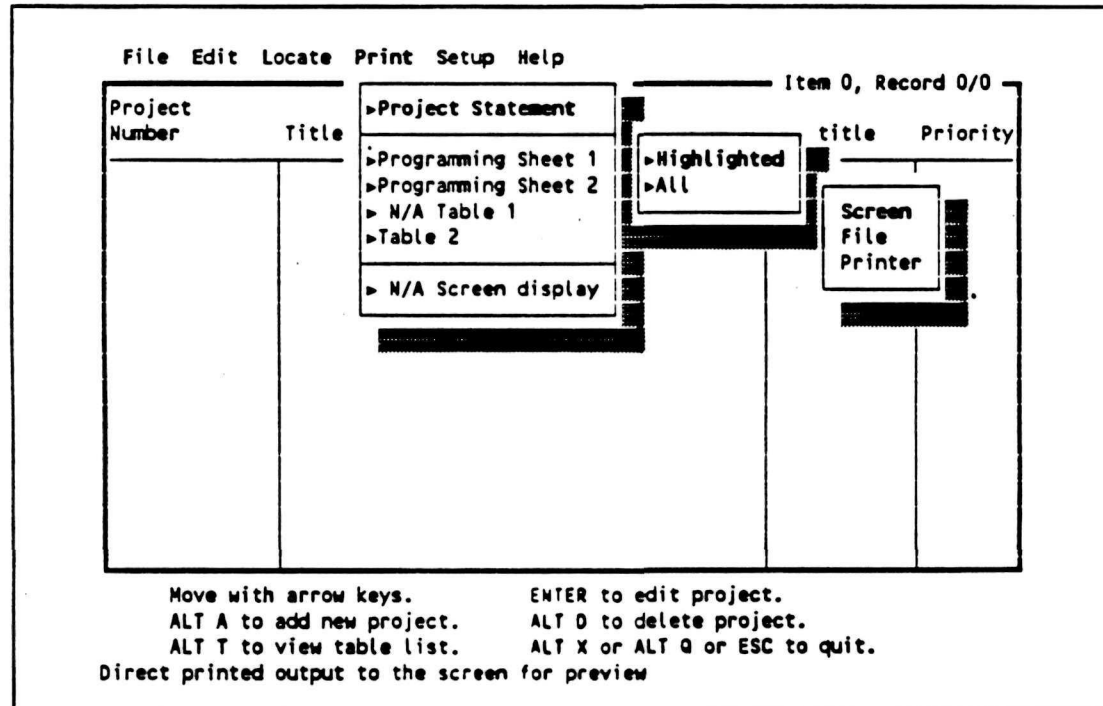 File Edit Locate Print Setup Help
Item 0, Record 0/0
Project
Number Title title Priority
▸Project Statement
▸Programming Sheet 1
▸Programming Sheet 2
▸ N/A Table 1
▸Table 2
▸ N/A Screen display
▸Highlighted
▸All
Screen
File
Printer
Move with arrow keys. ENTER to edit project.
ALT A to add new project. ALT D to delete project.
ALT T to view table list. ALT X or ALT Q or ESC to quit.
Direct printed output to the screen for preview